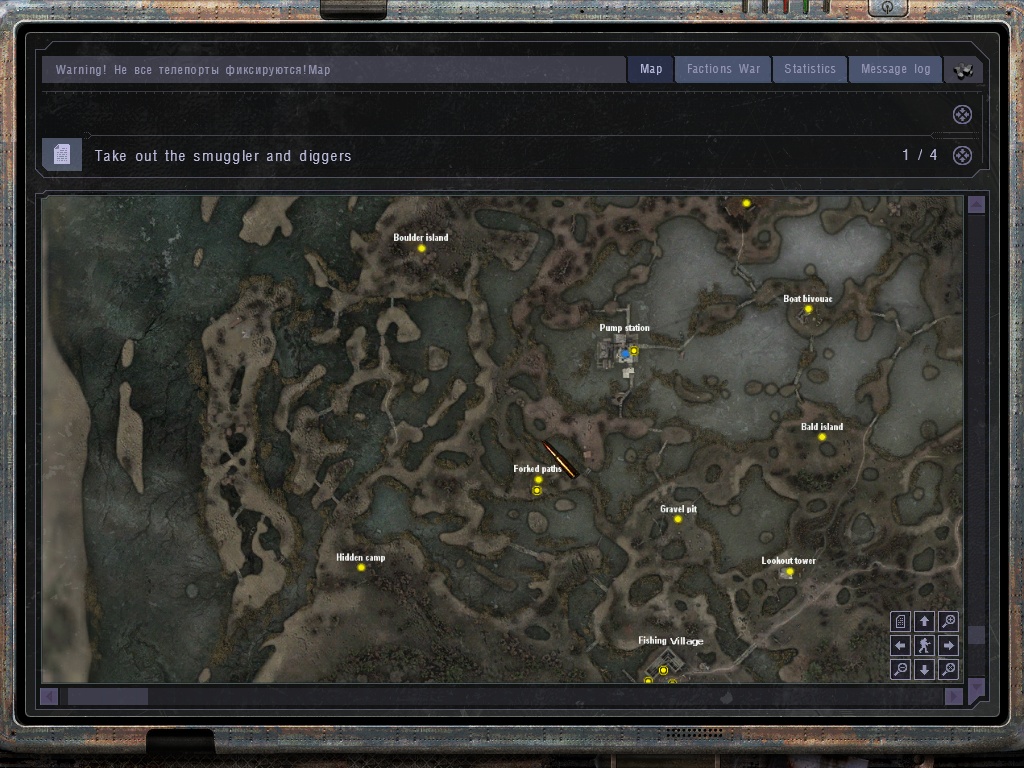 Warning! Не все телепорты фиксируются!Map
Map
Factions War
Statistics
Message log
Take out the smuggler and diggers
1 / 4
Boulder island
Boat bivouac
Pump station
Bald island
Forked paths
Gravel pit
Hidden camp
Lookout tower
Fishing Village